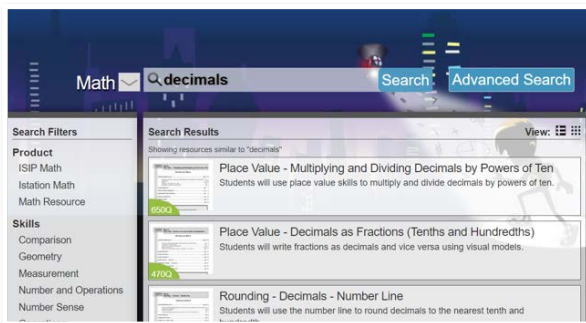 Math
decimals
Search
Advanced Search
Search Filters
Product
ISIP Math
Istation Math
Math Resource
Skills
Comparison
Geometry
Measurement
Number and Operations
Number Sense
Operations
Search Results
View:
Showing resources similar to "decimals"
Place Value - Multiplying and Dividing Decimals by Powers of Ten
Students will use place value skills to multiply and divide decimals by powers of ten.
650Q
Place Value - Decimals as Fractions (Tenths and Hundredths)
Students will write fractions as decimals and vice versa using visual models.
470Q
Rounding - Decimals - Number Line
Students will use the number line to round decimals to the nearest tenth and
hundredth